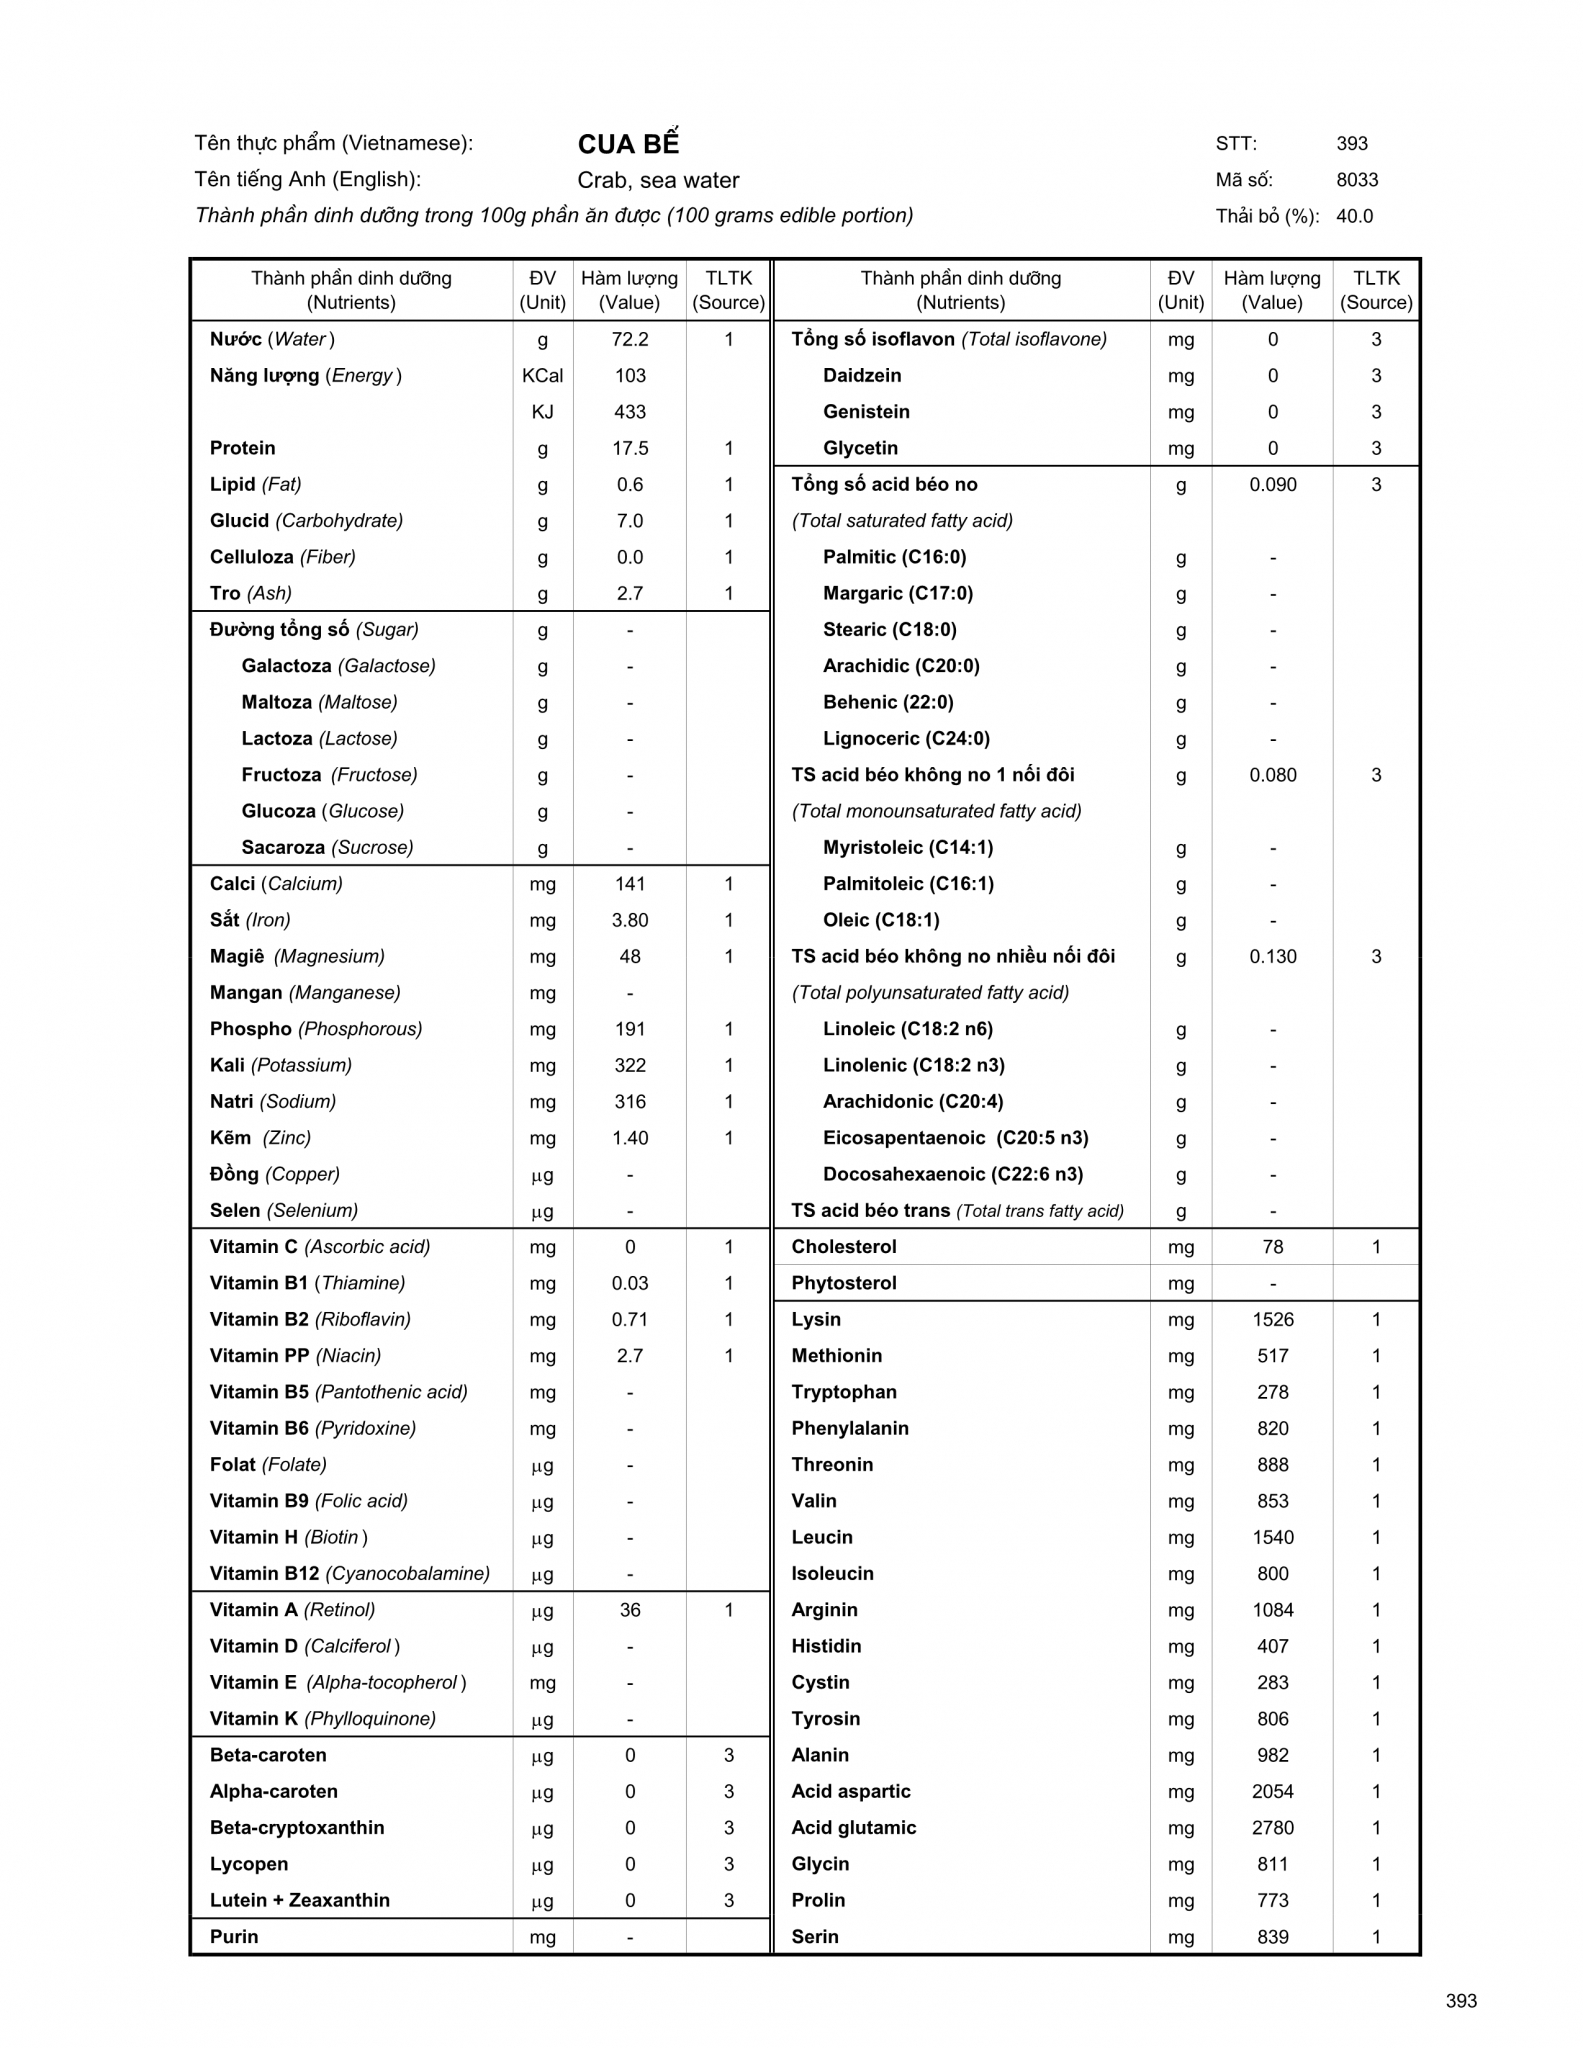 Tên thực phẩm (Vietnamese): CUA BỂ STT: 393
Tên tiếng Anh (English): Crab, sea water Mã số: 8033
Thành phần dinh dưỡng trong 100g phần ăn được (100 grams edible portion) Thải bỏ (%): 40.0
Thành phần dinh dưỡng ĐV Hàm lượng TLTK
(Nutrients) (Unit) (Value) (Source)
Nước (Water) g 72.2 1
Năng lượng (Energy) KCal 103
KJ 433
Protein g 17.5 1
Lipid (Fat) g 0.6 1
Glucid (Carbohydrate) g 7.0 1
Celluloza (Fiber) g 0.0 1
Tro (Ash) g 2.7 1
Đường tổng số (Sugar) g -
Galactoza (Galactose) g -
Maltoza (Maltose) g -
Lactoza (Lactose) g -
Fructoza (Fructose) g -
Glucoza (Glucose) g -
Sacaroza (Sucrose) g -
Calci (Calcium) mg 141 1
Sắt (Iron) mg 3.80 1
Magiê (Magnesium) mg 48 1
Mangan (Manganese) mg -
Phospho (Phosphorous) mg 191 1
Kali (Potassium) mg 322 1
Natri (Sodium) mg 316 1
Kẽm (Zinc) mg 1.40 1
Đồng (Copper) µg -
Selen (Selenium) µg -
Vitamin C (Ascorbic acid) mg 0 1
Vitamin B1 (Thiamine) mg 0.03 1
Vitamin B2 (Riboflavin) mg 0.71 1
Vitamin PP (Niacin) mg 2.7 1
Vitamin B5 (Pantothenic acid) mg -
Vitamin B6 (Pyridoxine) mg -
Folat (Folate) µg -
Vitamin B9 (Folic acid) µg -
Vitamin H (Biotin) µg -
Vitamin B12 (Cyanocobalamine) µg -
Vitamin A (Retinol) µg 36 1
Vitamin D (Calciferol) µg -
Vitamin E (Alpha-tocopherol) mg -
Vitamin K (Phylloquinone) µg -
Beta-caroten µg 0 3
Alpha-caroten µg 0 3
Beta-cryptoxanthin µg 0 3
Lycopen µg 0 3
Lutein + Zeaxanthin µg 0 3
Purin mg -
Thành phần dinh dưỡng ĐV Hàm lượng TLTK
(Nutrients) (Unit) (Value) (Source)
Tổng số isoflavon (Total isoflavone) mg 0 3
Daidzein mg 0 3
Genistein mg 0 3
Glycetin mg 0 3
Tổng số acid béo no g 0.090 3
(Total saturated fatty acid)
Palmitic (C16:0) g -
Margaric (C17:0) g -
Stearic (C18:0) g -
Arachidic (C20:0) g -
Behenic (22:0) g -
Lignoceric (C24:0) g -
TS acid béo không no 1 nối đôi g 0.080 3
(Total monounsaturated fatty acid)
Myristoleic (C14:1) g -
Palmitoleic (C16:1) g -
Oleic (C18:1) g -
TS acid béo không no nhiều nối đôi g 0.130 3
(Total polyunsaturated fatty acid)
Linoleic (C18:2 n6) g -
Linolenic (C18:2 n3) g -
Arachidonic (C20:4) g -
Eicosapentaenoic (C20:5 n3) g -
Docosahexaenoic (C22:6 n3) g -
TS acid béo trans (Total trans fatty acid) g -
Cholesterol mg 78 1
Phytosterol mg -
Lysin mg 1526 1
Methionin mg 517 1
Tryptophan mg 278 1
Phenylalanin mg 820 1
Threonin mg 888 1
Valin mg 853 1
Leucin mg 1540 1
Isoleucin mg 800 1
Arginin mg 1084 1
Histidin mg 407 1
Cystin mg 283 1
Tyrosin mg 806 1
Alanin mg 982 1
Acid aspartic mg 2054 1
Acid glutamic mg 2780 1
Glycin mg 811 1
Prolin mg 773 1
Serin mg 839 1
393